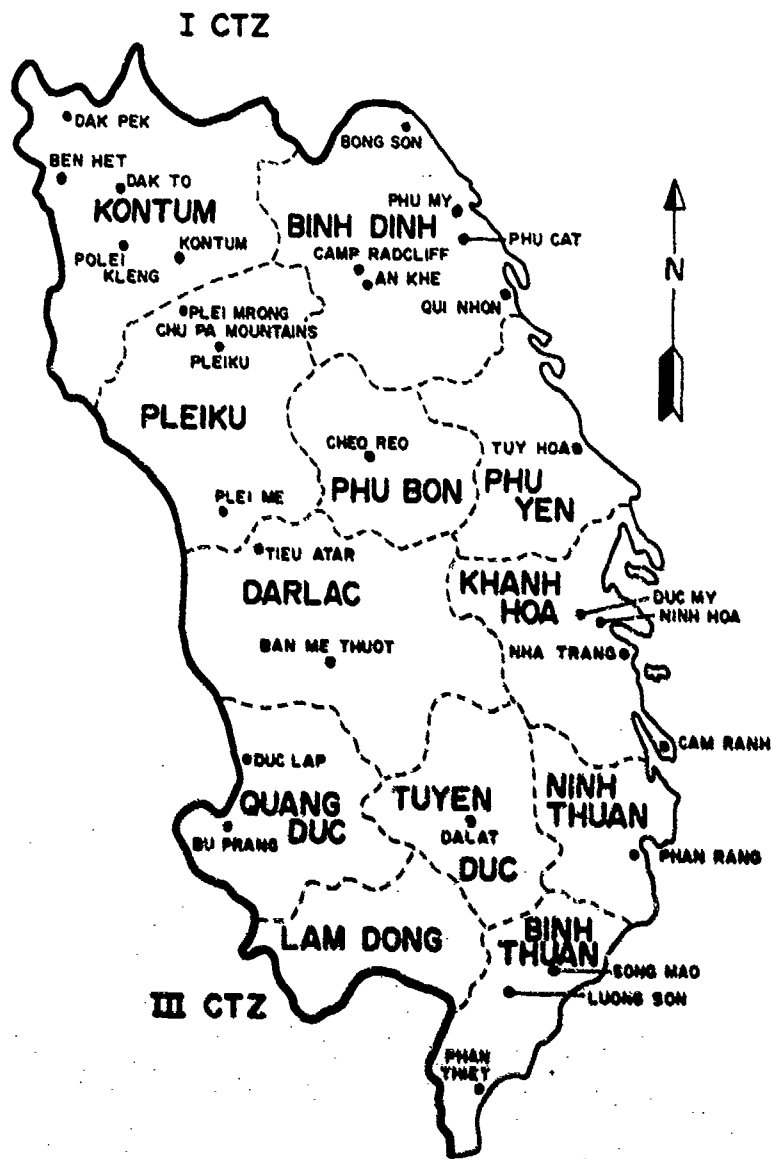 I CTZ
DAK PEK
BONG SON
BEN HET
DAK TO
KONTUM
PHU MY
BINH DINH
PHU CAT
KONTUM
CAMP RADCLIFF
POLEI
KLENG
AN KHE
N
QUI NHON
PLEI MRONG
CHU PA MOUNTAINS
PLEIKU
PLEIKU
CHEO REO
TUY HOA
PHU BON
PHU
YEN
PLEI ME
TIEU ATAR
DARLAC
KHANH
HOA
DUC MY
NINH HOA
BAN ME THUOT
NHA TRANG
CAM RANH
DUC LAP
QUANG
DUC
TUYEN
DUC
NINH
THUAN
BU PRANG
DALAT
PHAN RANG
LAM DONG
BINH
THUAN
SONG MAO
LUONG SON
III CTZ
PHAN
THIET